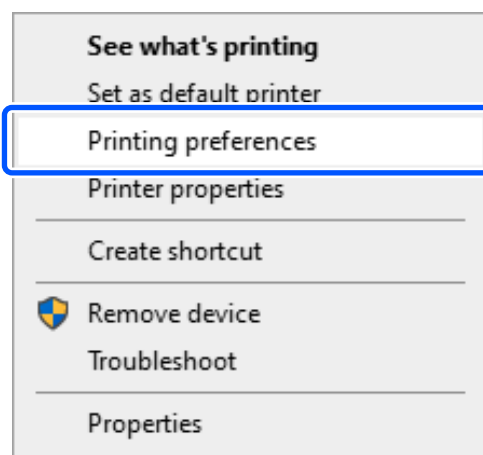 See what's printing
Set as default printer
Printing preferences
Printer properties
Create shortcut
Remove device
Troubleshoot
Properties